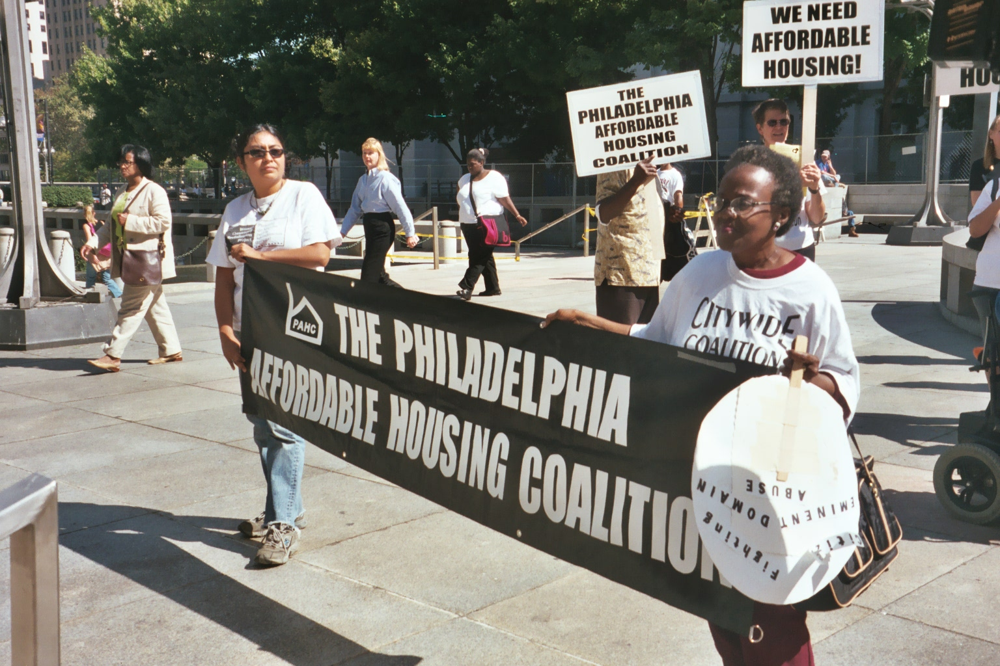 WE NEED
AFFORDABLE
HOUSING!
THE
PHILADELPHIA
AFFORDABLE
HOUSING
COALITION
PAHC
THE PHILADELPHIA
AFFORDABLE HOUSING COALITION
CITYWIDE
COALITION
Fighting
EMINENT DOMAIN
ABUSE